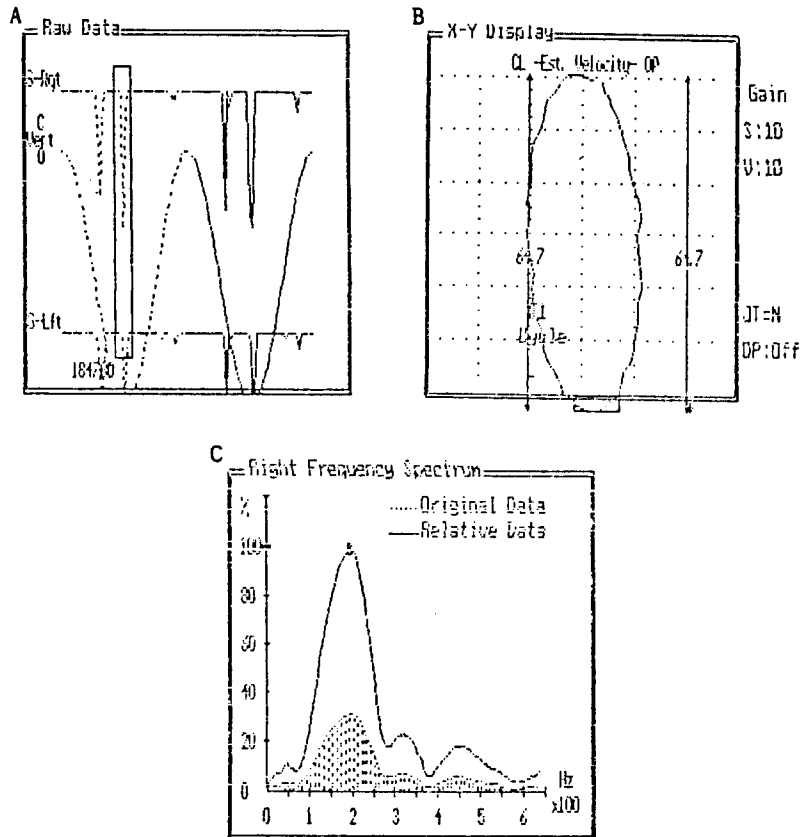 A
Raw Data
S-Rgt
C
Vert
O
S-Lft
B
X-Y Display
CL -Est. Velocity- OP
Gain
S:10
V:10
64.7
64.7
JT=N
DP:Off
C
Right Frequency Spectrum
%
Original Data
Relative Data
100
80
60
40
20
0
0 1 2 3 4 5 6
Hz
x100